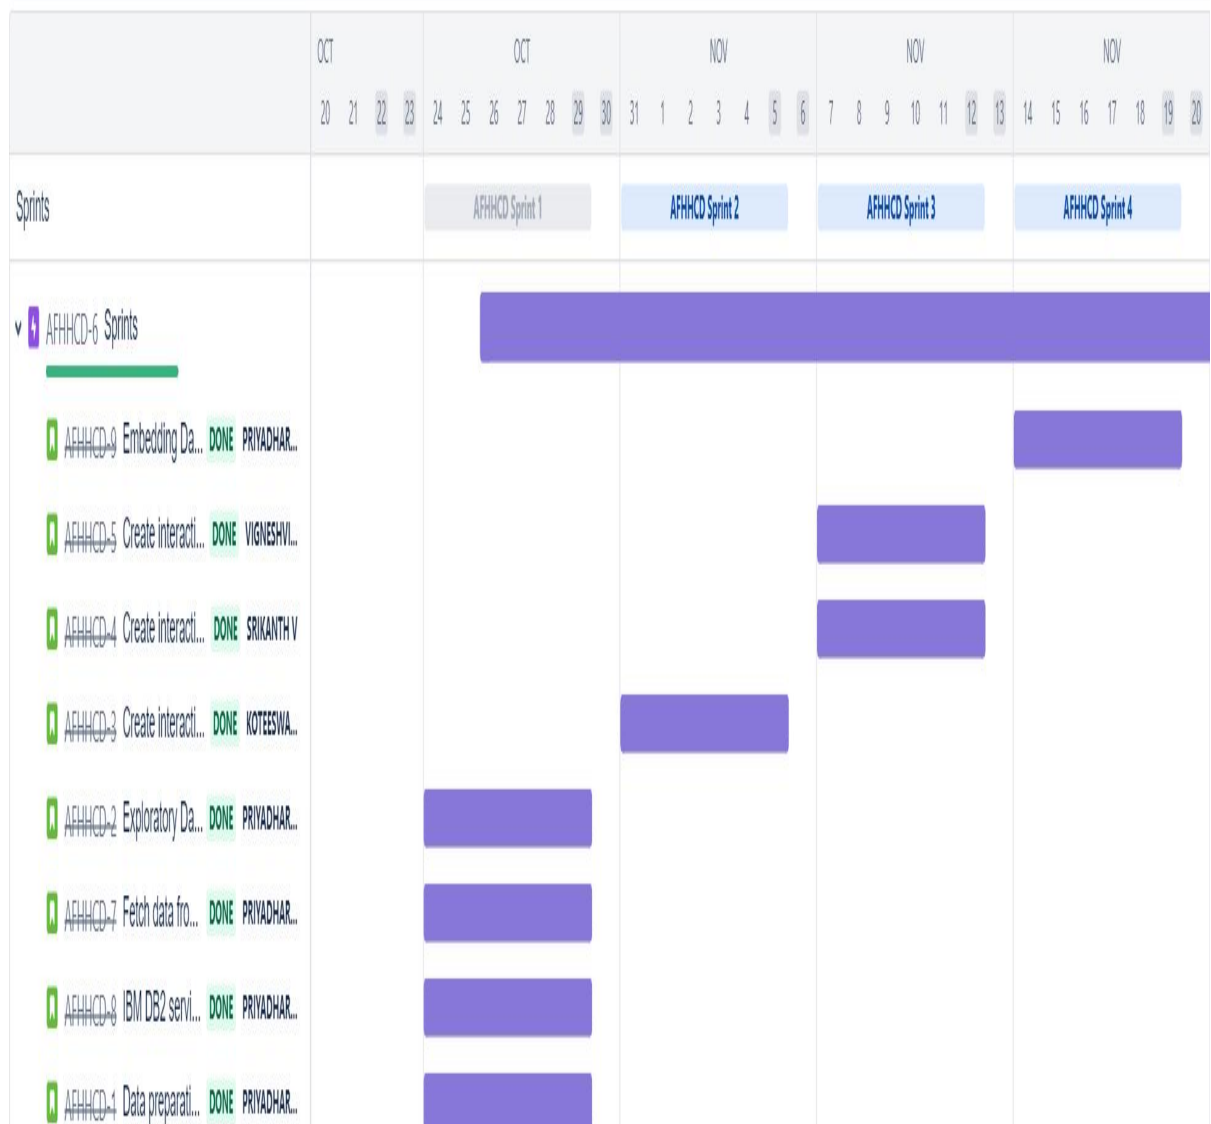 OCT OCT NOV NOV NOV
20 21 22 23 24 25 26 27 28 29 30 31 1 2 3 4 5 6 7 8 9 10 11 12 13 14 15 16 17 18 19 20
Sprints AFHHCD Sprint 1 AFHHCD Sprint 2 AFHHCD Sprint 3 AFHHCD Sprint 4
AFHHCD-6 Sprints
AFHHCD-9 Embedding Da... DONE PRIYADHAR...
AFHHCD-5 Create interacti... DONE VIGNESHVI...
AFHHCD-4 Create interacti... DONE SRIKANTH V
AFHHCD-3 Create interacti... DONE KOTEESWA...
AFHHCD-2 Exploratory Da... DONE PRIYADHAR...
AFHHCD-7 Fetch data fro... DONE PRIYADHAR...
AFHHCD-8 IBM DB2 servi... DONE PRIYADHAR...
AFHHCD-1 Data preparati... DONE PRIYADHAR...